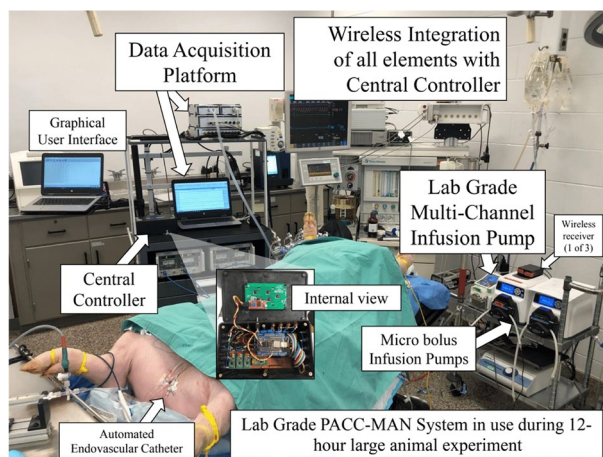 Data Acquisition
Platform
Wireless Integration
of all elements with
Central Controller
Graphical
User Interface
Lab Grade
Multi-Channel
Infusion Pump
Wireless
receiver
(1 of 3)
Central
Controller
Internal view
Micro bolus
Infusion Pumps
Automated
Endovascular Catheter
Lab Grade PACC-MAN System in use during 12-
hour large animal experiment